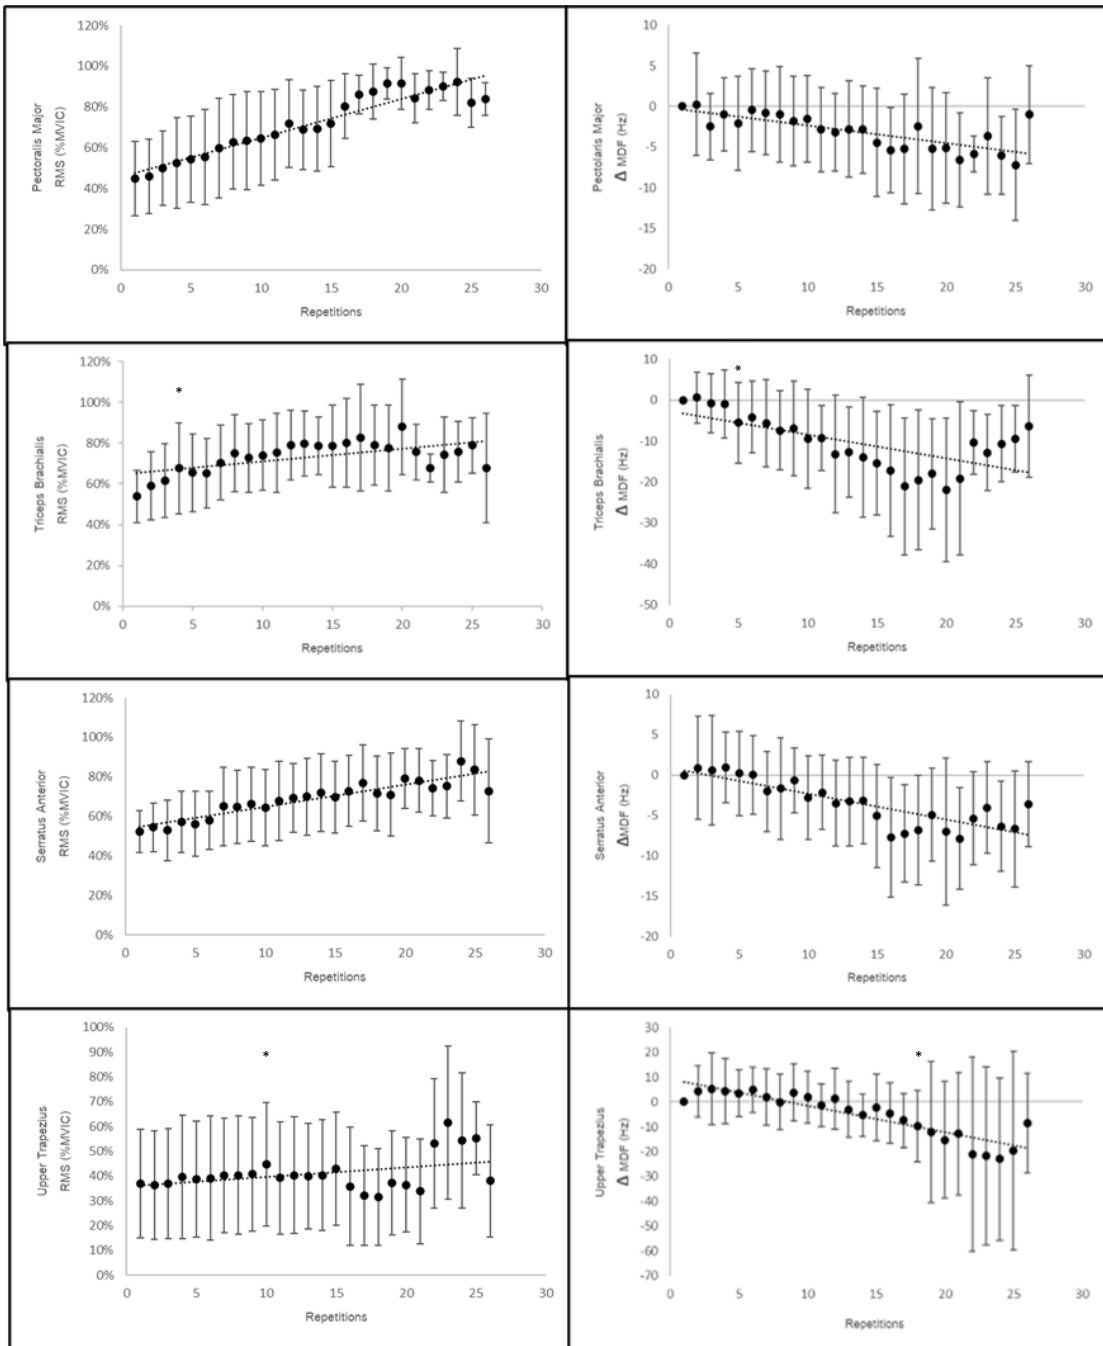 Pectoralis Major
RMS (%MVIC)
120%
100%
80%
60%
40%
20%
0%
0 5 10 15 20 25 30
Repetitions
Pectolaris Major
Δ MDF (Hz)
10
5
0
-5
-10
-15
-20
0 5 10 15 20 25 30
Repetitions
Triceps Brachialis
RMS (%MVIC)
120%
100%
80%
60%
40%
20%
0%
*
0 5 10 15 20 25 30
Repetitions
Triceps Brachialis
Δ MDF (Hz)
10
0
-10
-20
-30
-40
-50
*
0 5 10 15 20 25 30
Repetitions
Serratus Anterior
RMS (%MVIC)
120%
100%
80%
60%
40%
20%
0%
0 5 10 15 20 25 30
Repetitions
Serratus Anterior
ΔMDF (Hz)
10
5
0
-5
-10
-15
-20
0 5 10 15 20 25 30
Repetitions
Upper Trapezius
RMS (%MVIC)
100%
90%
80%
70%
60%
50%
40%
30%
20%
10%
0%
*
0 5 10 15 20 25 30
Repetitions
Upper Trapezius
Δ MDF (Hz)
30
20
10
0
-10
-20
-30
-40
-50
-60
-70
*
0 5 10 15 20 25 30
Repetitions